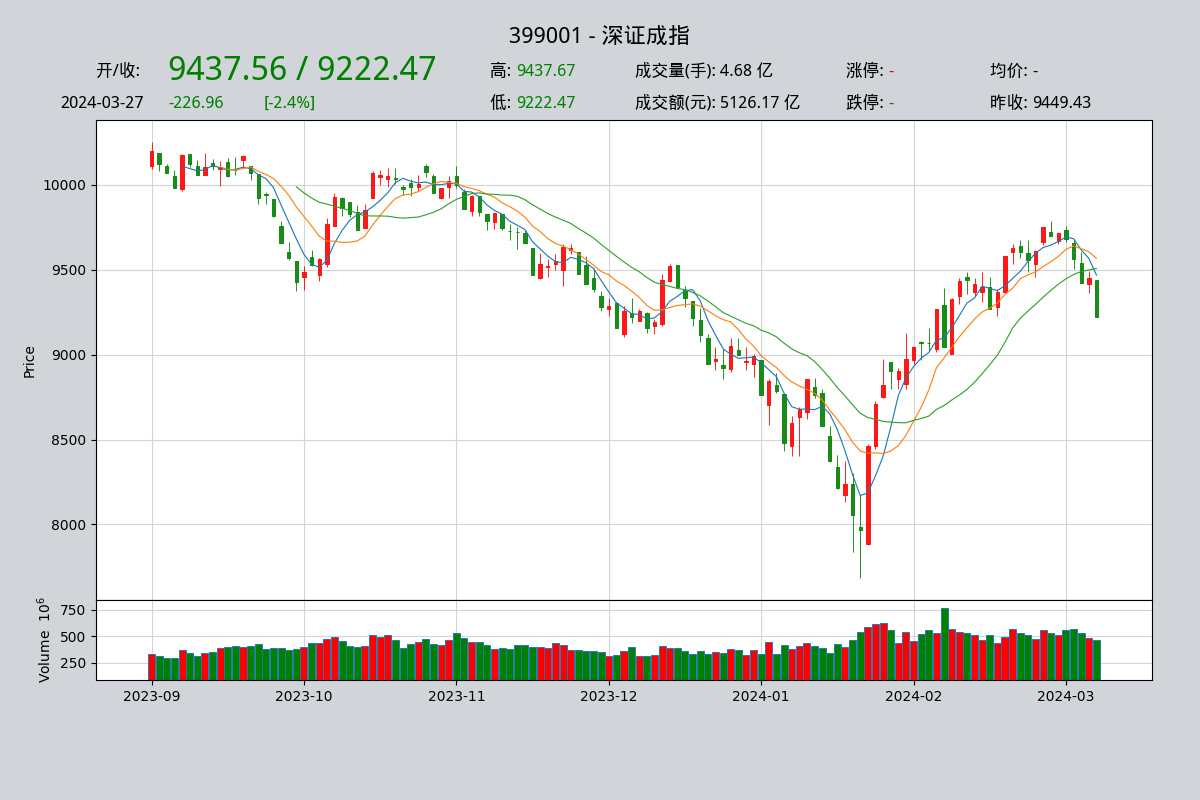 399001 - 深证成指
开/收: 9437.56 / 9222.47 高: 9437.67 成交量(手): 4.68 亿 涨停: - 均价: -
2024-03-27 -226.96 [-2.4%] 低: 9222.47 成交额(元): 5126.17 亿 跌停: - 昨收: 9449.43
Price
10000
9500
9000
8500
8000
Volume 10^6
750
500
250
2023-09 2023-10 2023-11 2023-12 2024-01 2024-02 2024-03